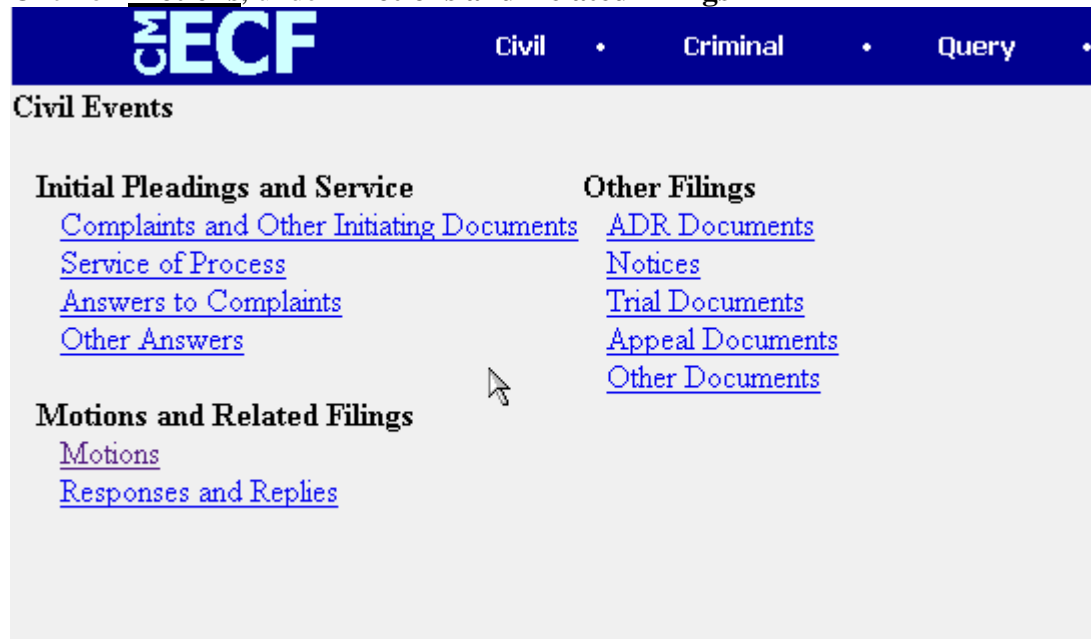 CM ECF Civil • Criminal • Query •
Civil Events
Initial Pleadings and Service
Complaints and Other Initiating Documents
Service of Process
Answers to Complaints
Other Answers
Motions and Related Filings
Motions
Responses and Replies
Other Filings
ADR Documents
Notices
Trial Documents
Appeal Documents
Other Documents